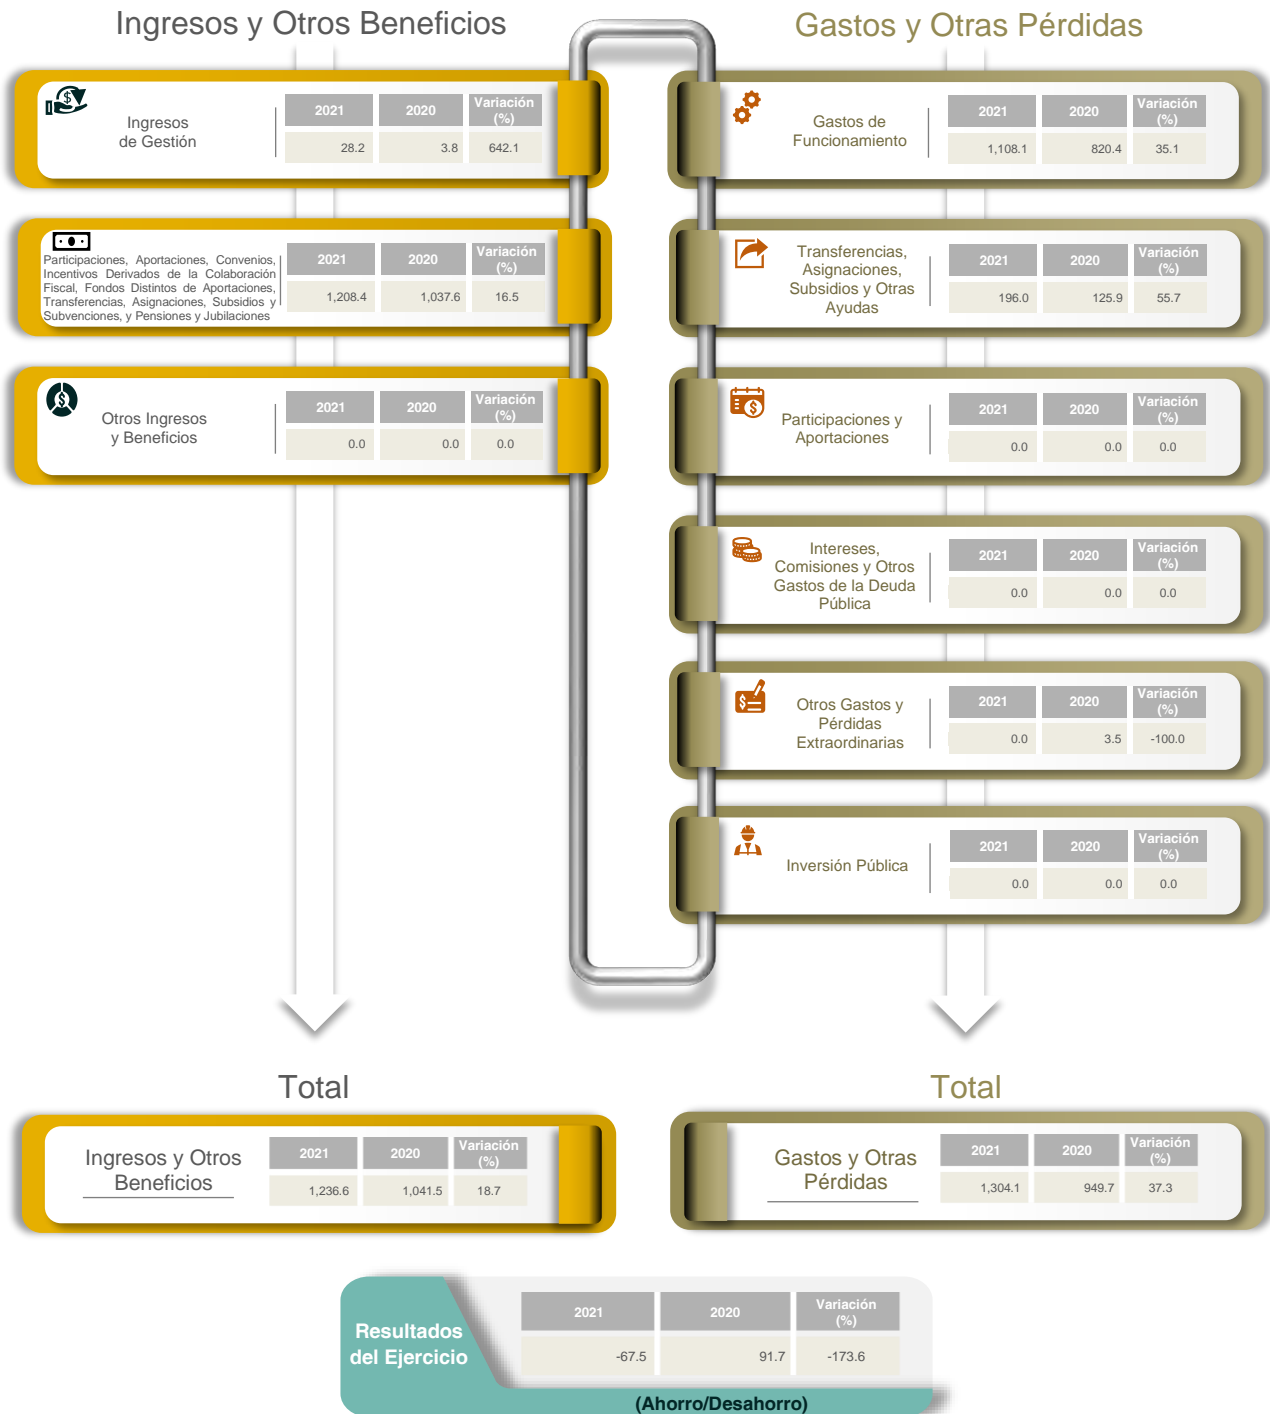 Ingresos y Otros Beneficios
Ingresos
de Gestión
2021 2020 Variación
(%)
28.2 3.8 642.1
Participaciones, Aportaciones, Convenios,
Incentivos Derivados de la Colaboración
Fiscal, Fondos Distintos de Aportaciones,
Transferencias, Asignaciones, Subsidios y
Subvenciones, y Pensiones y Jubilaciones
2021 2020 Variación
(%)
1,208.4 1,037.6 16.5
Otros Ingresos
y Beneficios
2021 2020 Variación
(%)
0.0 0.0 0.0
Gastos y Otras Pérdidas
Gastos de
Funcionamiento
2021 2020 Variación
(%)
1,108.1 820.4 35.1
Transferencias,
Asignaciones,
Subsidios y Otras
Ayudas
2021 2020 Variación
(%)
196.0 125.9 55.7
Participaciones y
Aportaciones
2021 2020 Variación
(%)
0.0 0.0 0.0
Intereses,
Comisiones y Otros
Gastos de la Deuda
Pública
2021 2020 Variación
(%)
0.0 0.0 0.0
Otros Gastos y
Pérdidas
Extraordinarias
2021 2020 Variación
(%)
0.0 3.5 -100.0
Inversión Pública
2021 2020 Variación
(%)
0.0 0.0 0.0
Total
Ingresos y Otros
Beneficios
2021 2020 Variación
(%)
1,236.6 1,041.5 18.7
Total
Gastos y Otras
Pérdidas
2021 2020 Variación
(%)
1,304.1 949.7 37.3
Resultados
del Ejercicio
2021 2020 Variación
(%)
-67.5 91.7 -173.6
(Ahorro/Desahorro)